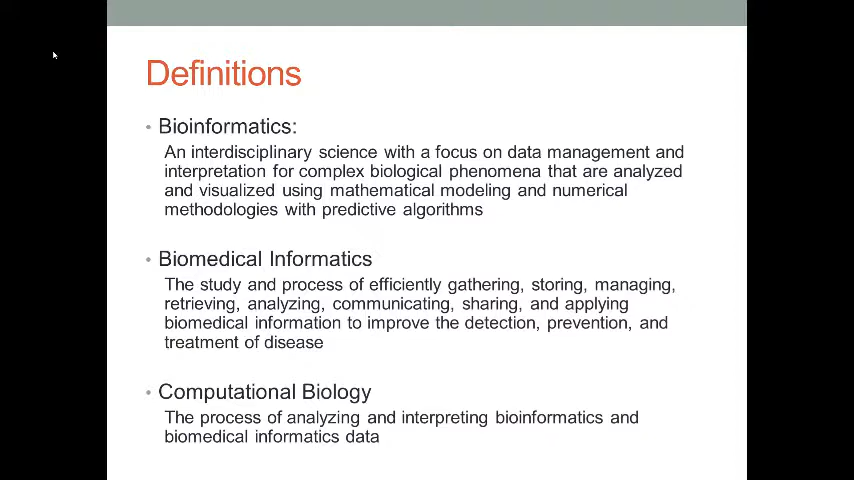 Definitions
• Bioinformatics:
An interdisciplinary science with a focus on data management and
interpretation for complex biological phenomena that are analyzed
and visualized using mathematical modeling and numerical
methodologies with predictive algorithms
• Biomedical Informatics
The study and process of efficiently gathering, storing, managing,
retrieving, analyzing, communicating, sharing, and applying
biomedical information to improve the detection, prevention, and
treatment of disease
• Computational Biology
The process of analyzing and interpreting bioinformatics and
biomedical informatics data